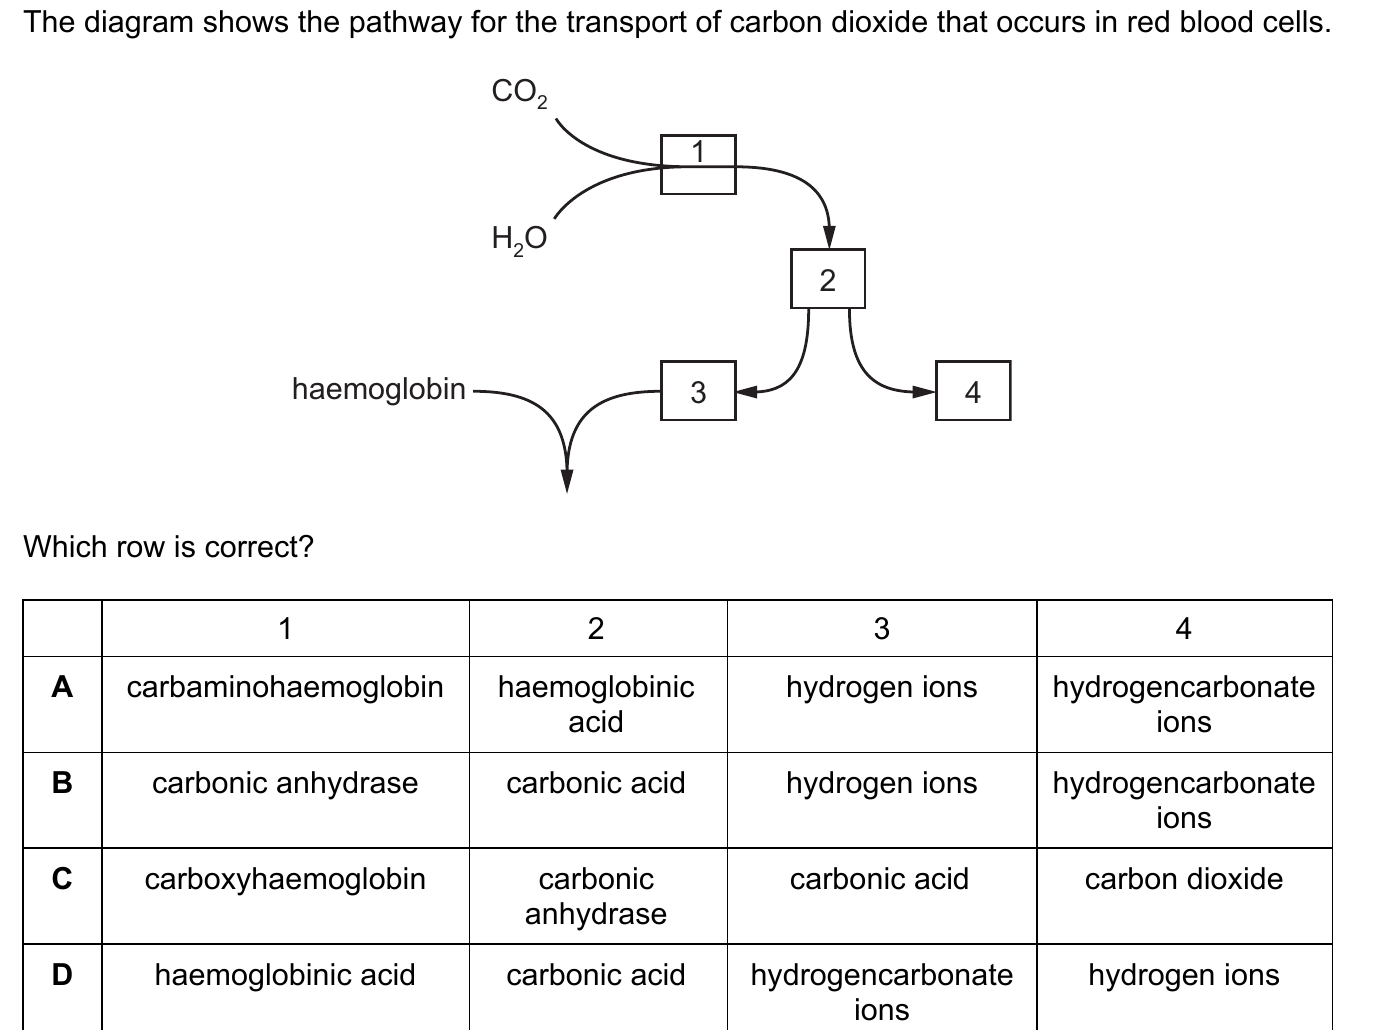 The diagram shows the pathway for the transport of carbon dioxide that occurs in red blood cells.
CO2
1
H2O
2
haemoglobin
3
4
Which row is correct?
1 2 3 4
A carbaminohaemoglobin haemoglobinic acid hydrogen ions hydrogencarbonate ions
B carbonic anhydrase carbonic acid hydrogen ions hydrogencarbonate ions
C carboxyhaemoglobin carbonic anhydrase carbonic acid carbon dioxide
D haemoglobinic acid carbonic acid hydrogencarbonate ions hydrogen ions